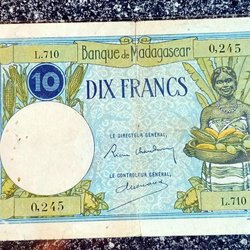 L.710 Banque de Madagascar 0,245
10 DIX FRANCS
LE DIRECTEUR GÉNÉRAL,
LE CONTROLEUR GÉNÉRAL,
0,245 L.710